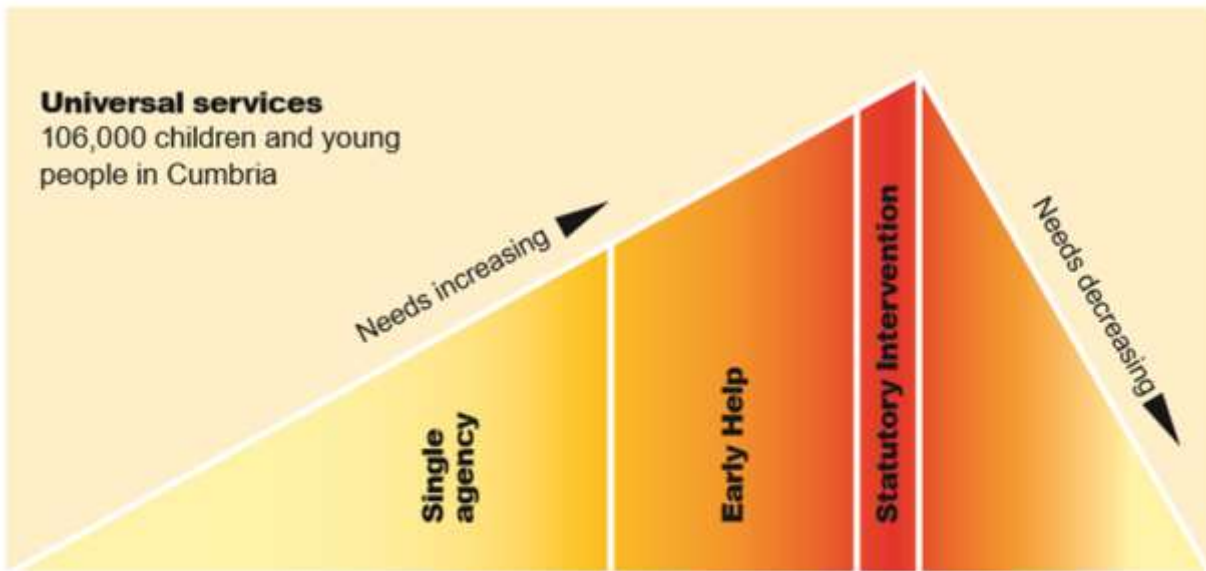 Universal services
106,000 children and young
people in Cumbria
Needs increasing
Single
agency
Early Help
Statutory Intervention
Needs decreasing